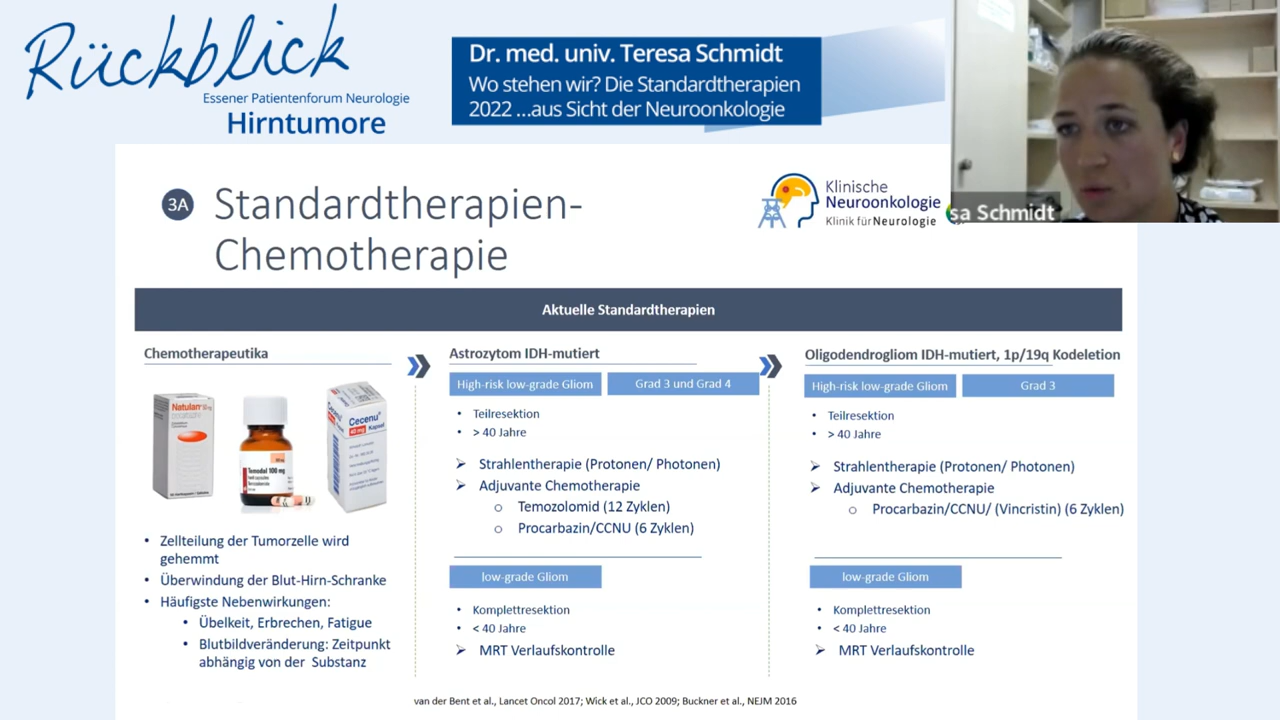 Rückblick
Essener Patientenforum Neurologie
Hirntumore
Dr. med. univ. Teresa Schmidt
Wo stehen wir? Die Standardtherapien
2022 ...aus Sicht der Neuroonkologie
sa Schmidt
3A
Standardtherapien-
Chemotherapie
Klinische
Neuroonkologie
Klinik für Neurologie
Aktuelle Standardtherapien
Chemotherapeutika
Natulan
Temodal 100 mg
Cecenu
40 mg Kapsel
• Zellteilung der Tumorzelle wird
gehemmt
• Überwindung der Blut-Hirn-Schranke
• Häufigste Nebenwirkungen:
• Übelkeit, Erbrechen, Fatigue
• Blutbildveränderung: Zeitpunkt
abhängig von der Substanz
Astrozytom IDH-mutiert
High-risk low-grade Gliom
Grad 3 und Grad 4
• Teilresektion
• > 40 Jahre
➢ Strahlentherapie (Protonen/ Photonen)
➢ Adjuvante Chemotherapie
o Temozolomid (12 Zyklen)
o Procarbazin/CCNU (6 Zyklen)
low-grade Gliom
• Komplettresektion
• < 40 Jahre
➢ MRT Verlaufskontrolle
Oligodendrogliom IDH-mutiert, 1p/19q Kodeletion
High-risk low-grade Gliom
Grad 3
• Teilresektion
• > 40 Jahre
➢ Strahlentherapie (Protonen/ Photonen)
➢ Adjuvante Chemotherapie
o Procarbazin/CCNU/ (Vincristin) (6 Zyklen)
low-grade Gliom
• Komplettresektion
• < 40 Jahre
➢ MRT Verlaufskontrolle
van der Bent et al., Lancet Oncol 2017; Wick et al., JCO 2009; Buckner et al., NEJM 2016